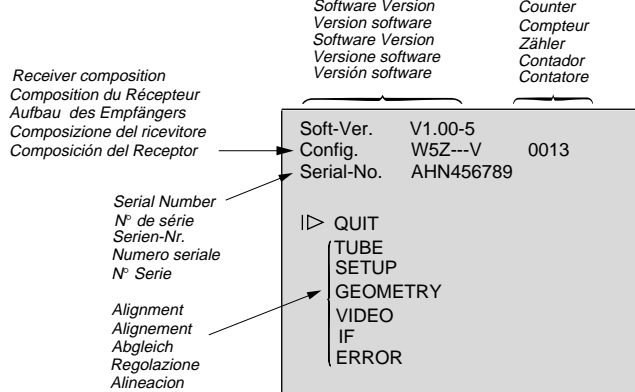 Software Version
Version software
Software Version
Versione software
Versión software
Counter
Compteur
Zähler
Contador
Contatore
Receiver composition
Composition du Récepteur
Aufbau des Empfängers
Composizione del ricevitore
Composición del Receptor
Soft-Ver. V1.00-5
Config. W5Z---V 0013
Serial-No. AHN456789
Serial Number
N° de série
Serien-Nr.
Numero seriale
N° Serie
QUIT
TUBE
SETUP
GEOMETRY
VIDEO
IF
ERROR
Alignment
Alignement
Abgleich
Regolazione
Alineacion